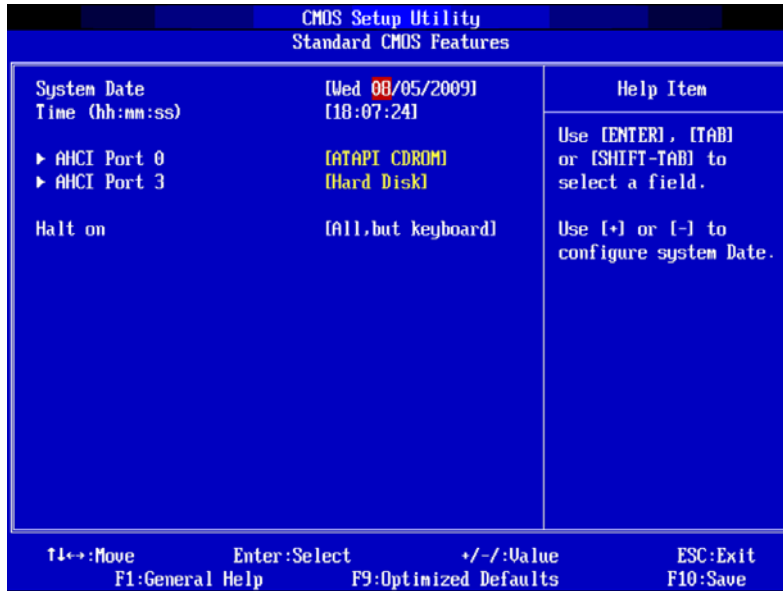 CMOS Setup Utility
Standard CMOS Features
System Date [Wed 08/05/2009]
Time (hh:mm:ss) [18:07:24]
▶ AHCI Port 0 [ATAPI CDROM]
▶ AHCI Port 3 [Hard Disk]
Halt on [All,but keyboard]
Help Item
Use [ENTER], [TAB]
or [SHIFT-TAB] to
select a field.
Use [+] or [-] to
configure system Date.
↑↓←→:Move Enter:Select +/-/:Value ESC:Exit
F1:General Help F9:Optimized Defaults F10:Save